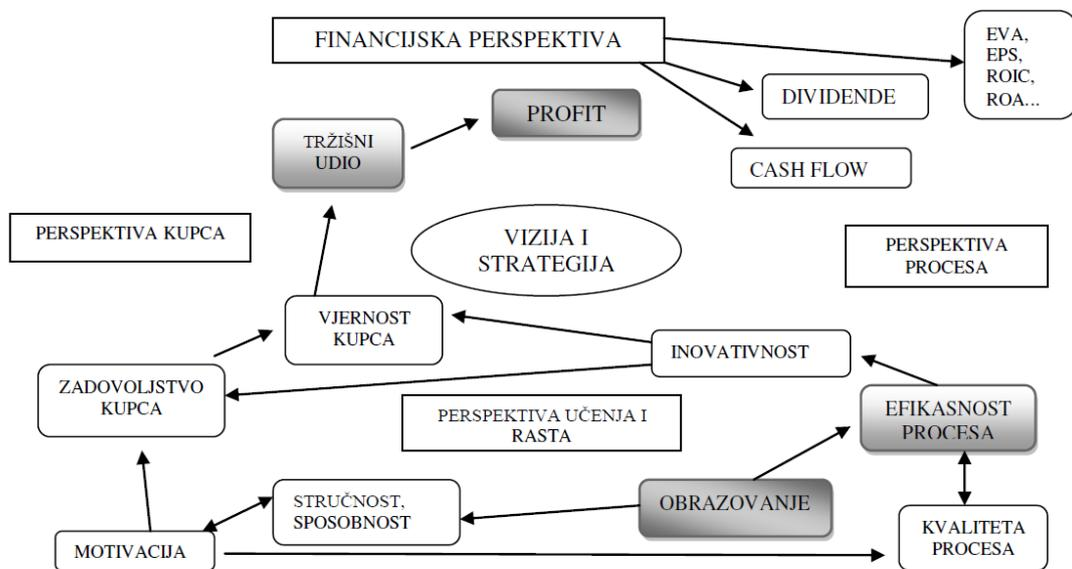 FINANCIJSKA PERSPEKTIVA
EVA,
EPS,
ROIC,
ROA...
DIVIDENDE
PROFIT
TRŽIŠNI
UDIO
CASH FLOW
PERSPEKTIVA KUPCA
VIZIJA I
STRATEGIJA
PERSPEKTIVA
PROCESA
VJERNOST
KUPCA
INOVATIVNOST
ZADOVOLJSTVO
KUPCA
PERSPEKTIVA UČENJA I
RASTA
EFIKASNOST
PROCESA
STRUČNOST,
SPOSOBNOST
OBRAZOVANJE
MOTIVACIJA
KVALITETA
PROCESA